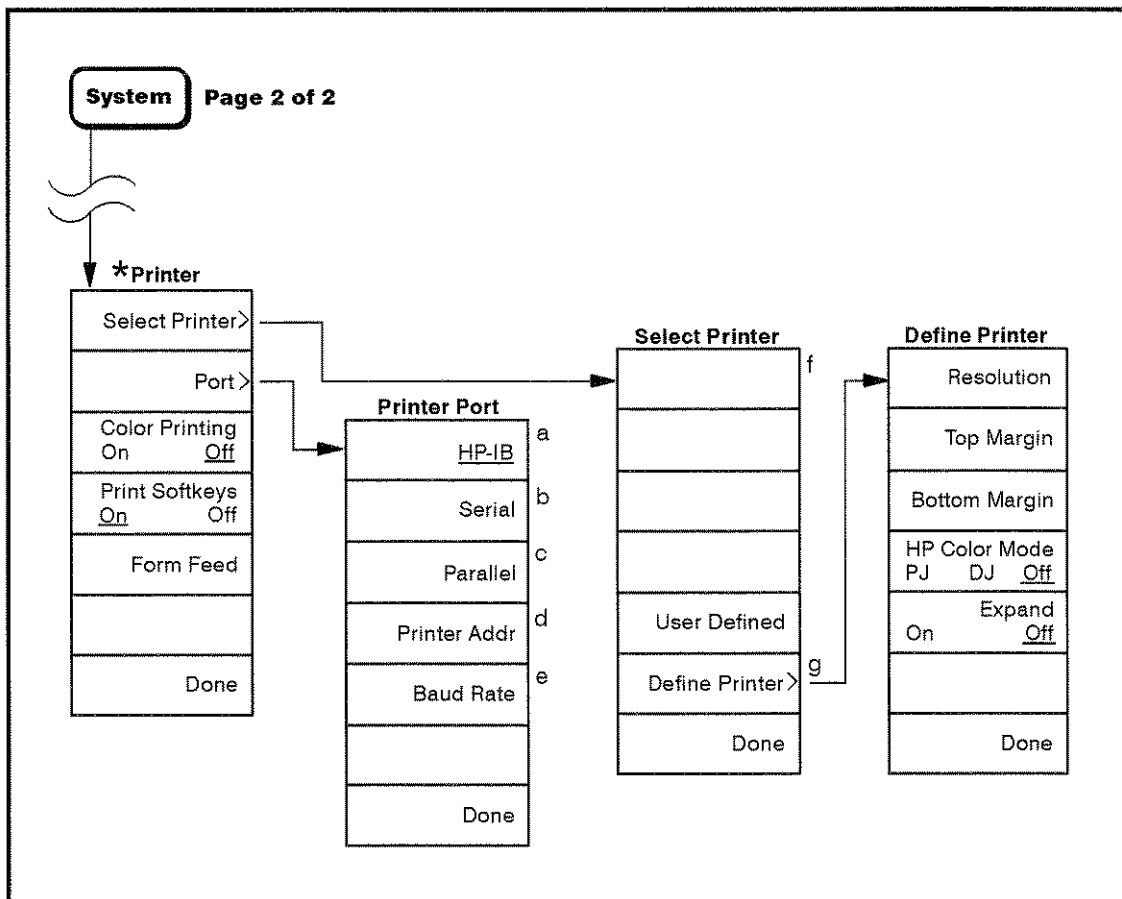 System Page 2 of 2
*Printer
Select Printer>
Port>
Color Printing
On Off
Print Softkeys
On Off
Form Feed
Done
Printer Port
HP-IB a
Serial b
Parallel c
Printer Addr d
Baud Rate e
Done
Select Printer
f
User Defined
Define Printer> g
Done
Define Printer
Resolution
Top Margin
Bottom Margin
HP Color Mode
PJ DJ Off
Expand
On Off
Done